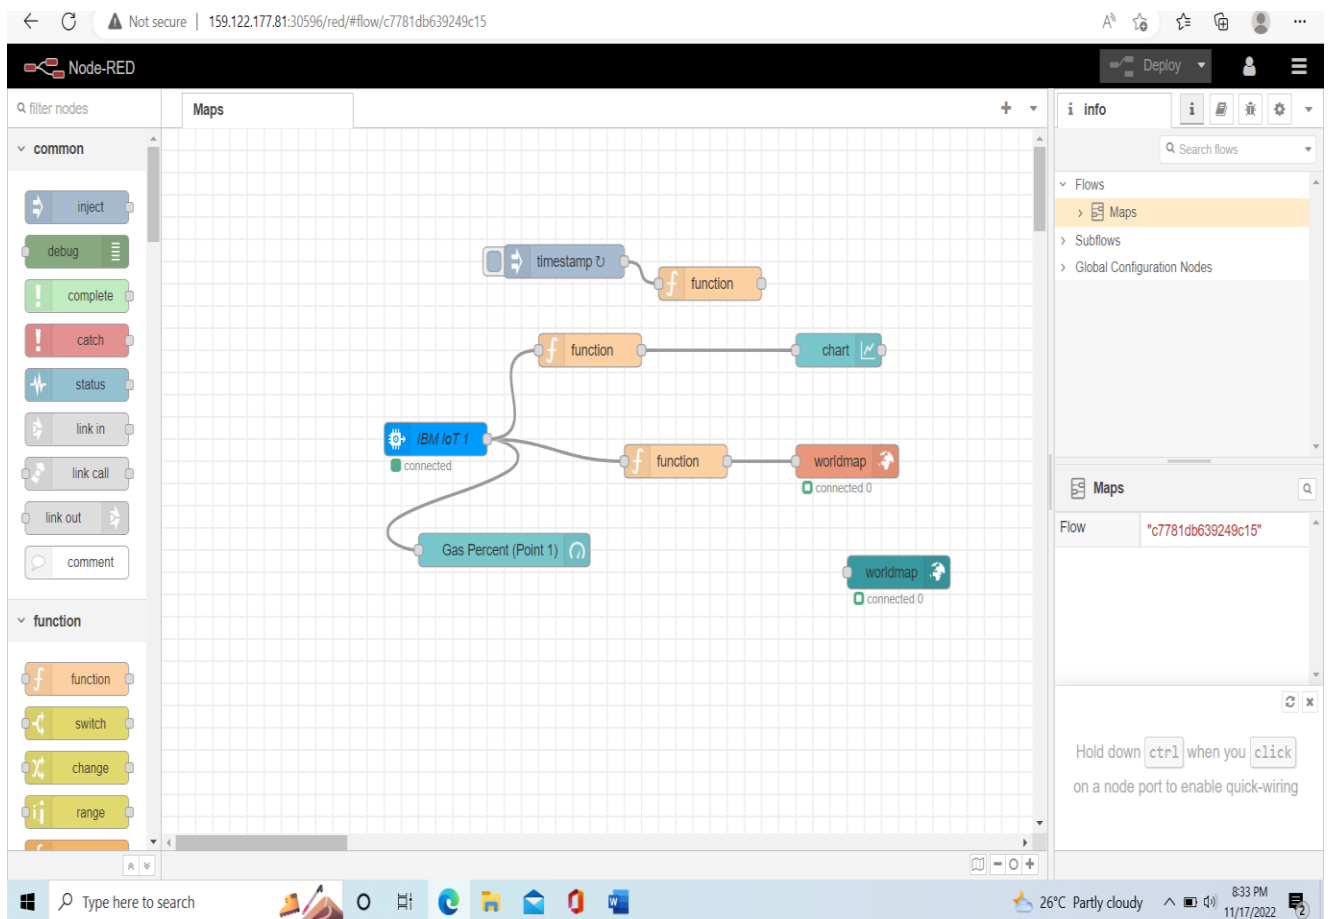 Not secure | 159.122.177.81:30596/red/#flow/c7781db639249c15
Node-RED
Deploy
filter nodes
Maps
i info
i
Search flows
common
inject
debug
complete
catch
status
link in
link call
link out
comment
function
function
switch
change
range
timestamp ↻
function
function
chart
IBM IoT 1
connected
function
worldmap
connected 0
Gas Percent (Point 1)
worldmap
connected 0
Flows
Maps
Subflows
Global Configuration Nodes
Maps
Flow "c7781db639249c15"
Hold down ctrl when you click
on a node port to enable quick-wiring
Type here to search
26°C Partly cloudy
8:33 PM
11/17/2022
2